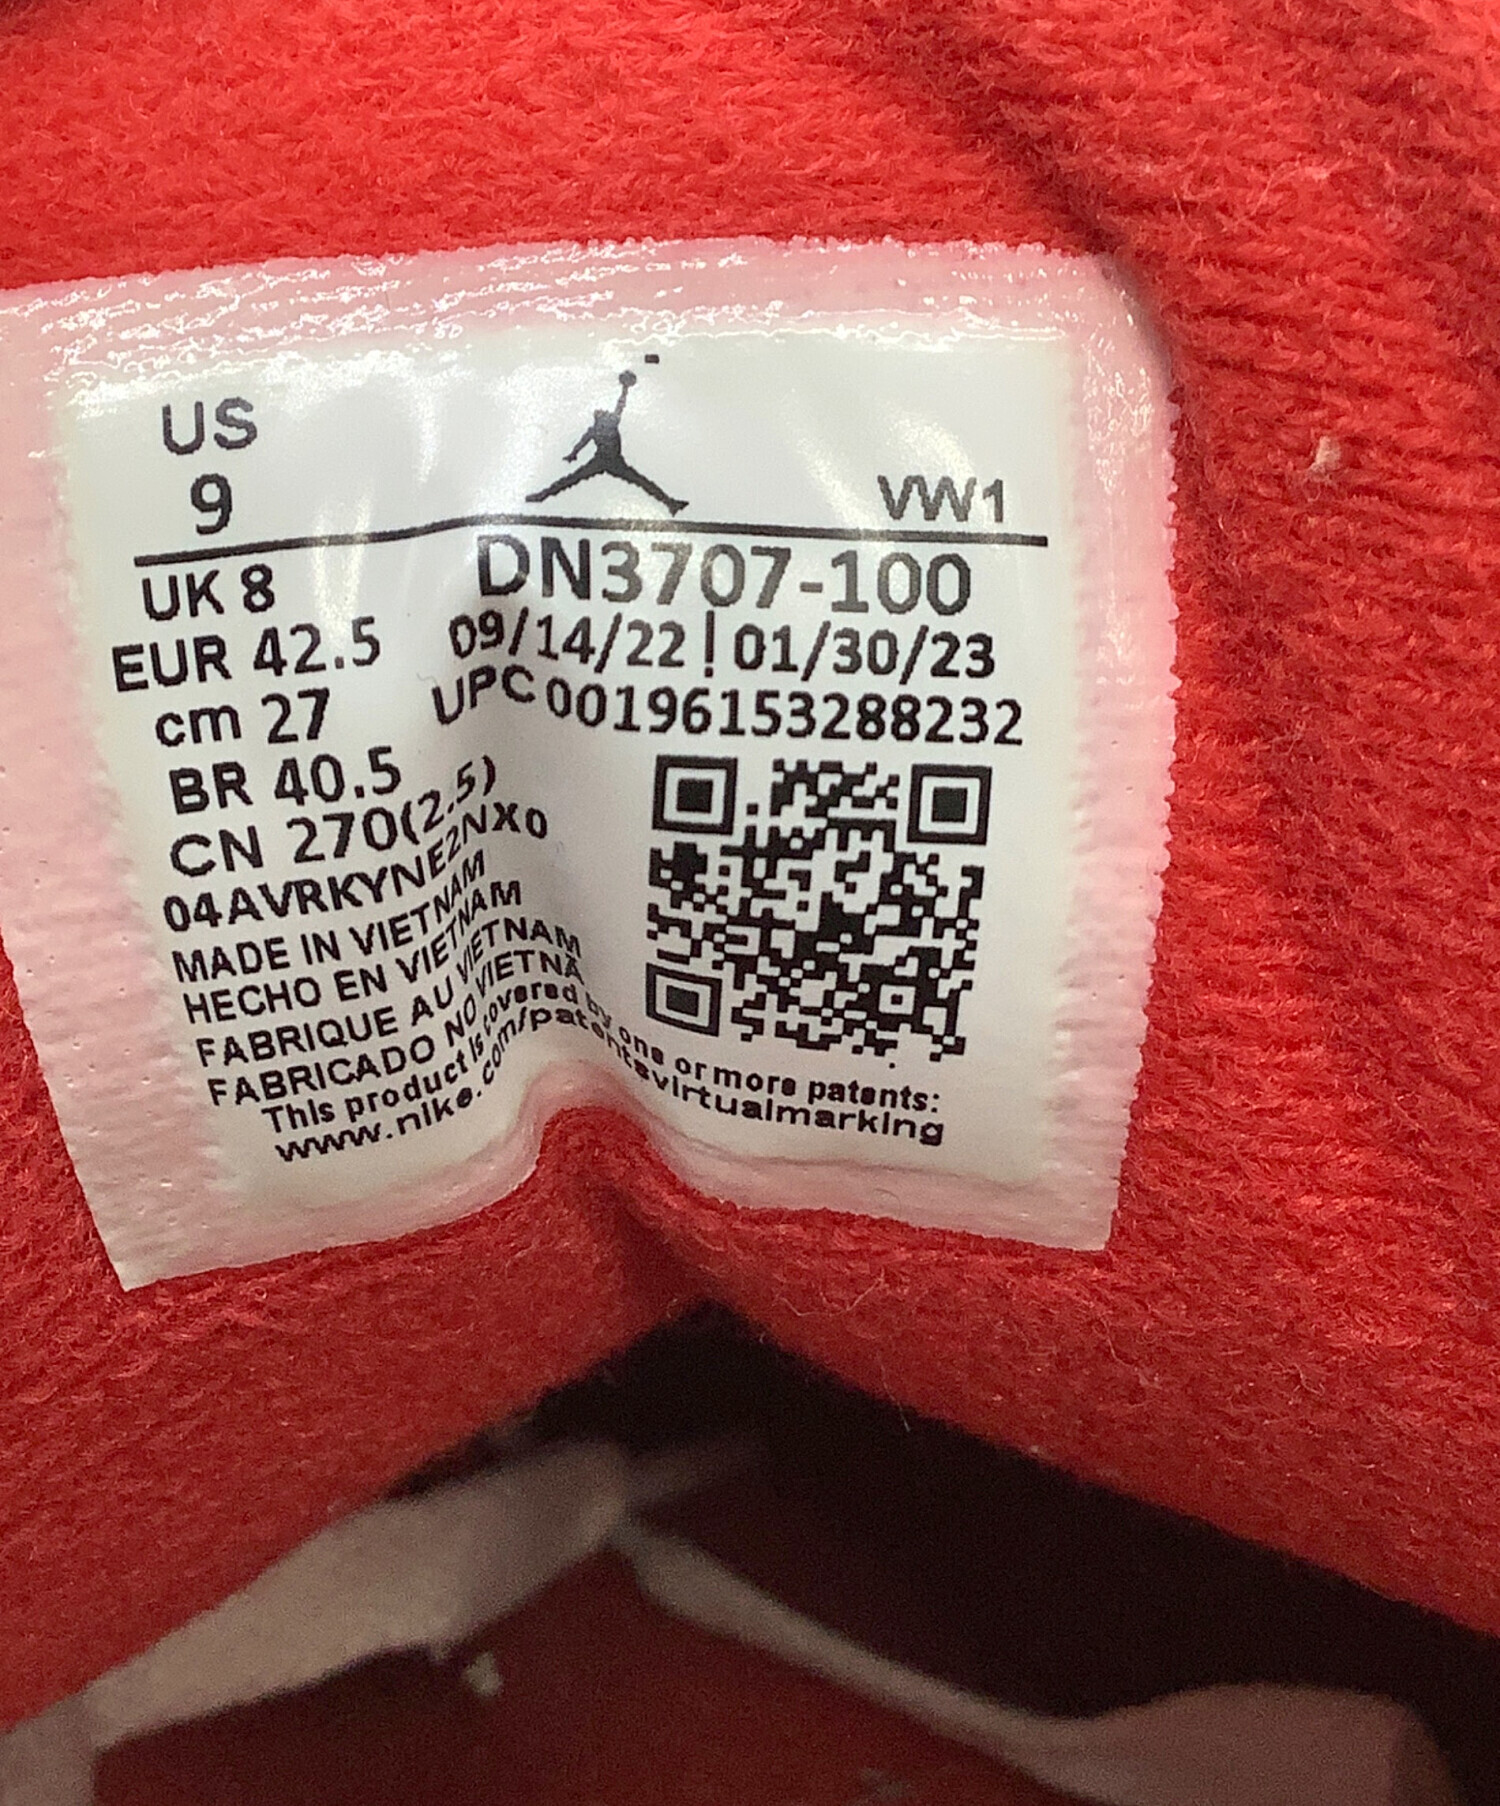 US
9
VW1
UK 8
EUR 42.5
cm 27
BR 40.5
CN 270(2.5)
04AVRKYNE2NX0
DN3707-100
09/14/22 | 01/30/23
UPC 00196153288232
MADE IN VIETNAM
HECHO EN VIETNAM
FABRIQUE AU VIETNAM
FABRICADO NO VIETNÃ
This product is covered by one or more patents:
www.nike.com/patentsvirtualmarking